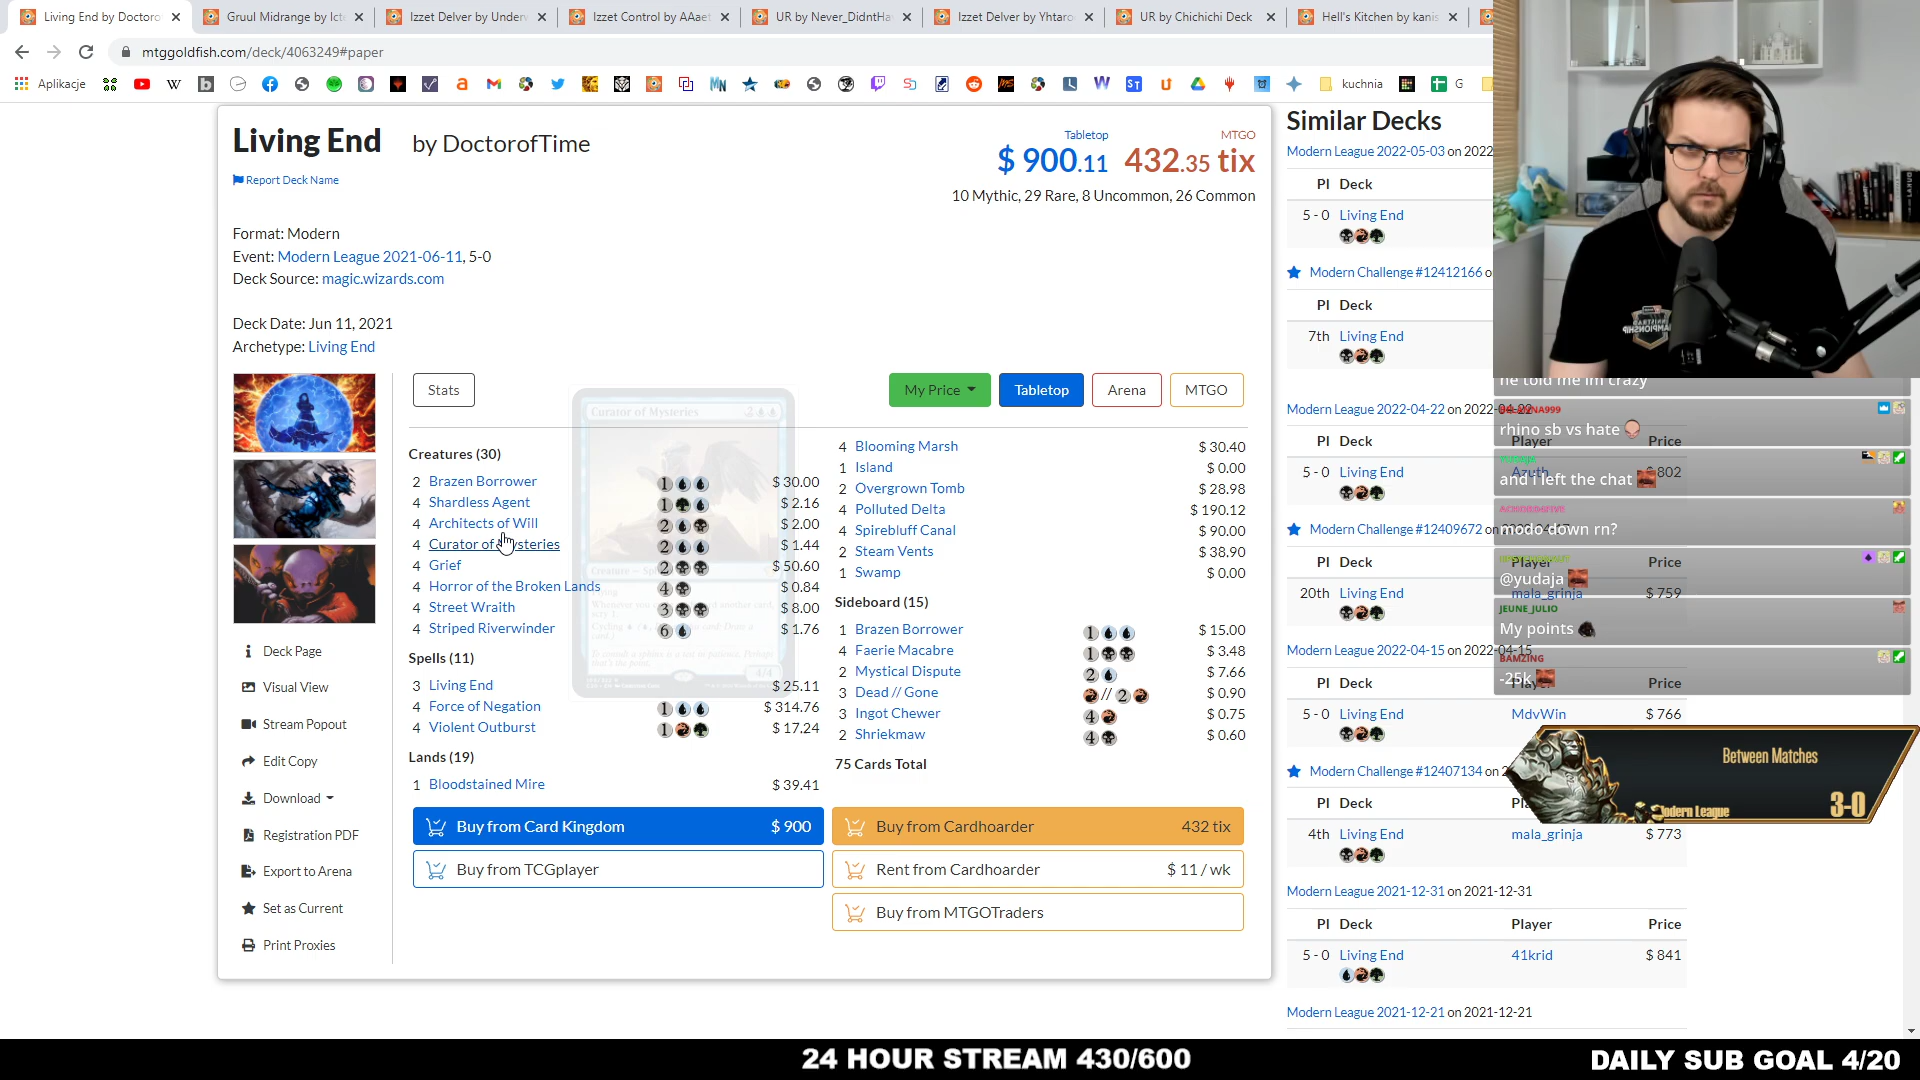 Living End by Doctoro
Gruul Midrange by Icte
Izzet Delver by Underw
Izzet Control by AAaet
UR by Never_DidntHa
Izzet Delver by Yhtaro
UR by Chichichi Deck
Hell's Kitchen by kanis
mtggoldfish.com/deck/4063249#paper
Aplikacje
kuchnia
G
Living End by DoctorofTime
Report Deck Name
Tabletop
$ 900.11
MTGO
432.35 tix
10 Mythic, 29 Rare, 8 Uncommon, 26 Common
Format: Modern
Event: Modern League 2021-06-11, 5-0
Deck Source: magic.wizards.com
Deck Date: Jun 11, 2021
Archetype: Living End
Stats
My Price
Tabletop
Arena
MTGO
Deck Page
Visual View
Stream Popout
Edit Copy
Download
Registration PDF
Export to Arena
Set as Current
Print Proxies
Creatures (30)
2 Brazen Borrower $ 30.00
4 Shardless Agent $ 2.16
4 Architects of Will $ 2.00
4 Curator of Mysteries $ 1.44
4 Grief $ 50.60
4 Horror of the Broken Lands $ 0.84
4 Street Wraith $ 8.00
4 Striped Riverwinder $ 1.76
Spells (11)
3 Living End $ 25.11
4 Force of Negation $ 314.76
4 Violent Outburst $ 17.24
Lands (19)
1 Bloodstained Mire $ 39.41
Curator of Mysteries
4/4
4 Blooming Marsh $ 30.40
1 Island $ 0.00
2 Overgrown Tomb $ 28.98
4 Polluted Delta $ 190.12
4 Spirebluff Canal $ 90.00
2 Steam Vents $ 38.90
1 Swamp $ 0.00
Sideboard (15)
1 Brazen Borrower $ 15.00
4 Faerie Macabre $ 3.48
2 Mystical Dispute $ 7.66
3 Dead // Gone $ 0.90
3 Ingot Chewer $ 0.75
2 Shriekmaw $ 0.60
75 Cards Total
Buy from Card Kingdom $ 900
Buy from TCGplayer
Buy from Cardhoarder 432 tix
Rent from Cardhoarder $ 11 / wk
Buy from MTGOTraders
Similar Decks
Modern League 2022-05-03 on 2022
Pl Deck
5 - 0 Living End
Modern Challenge #12412166 o
Pl Deck
7th Living End
Modern League 2022-04-22 on 2022-04-22
Pl Deck Player Price
5 - 0 Living End Azuth $ 802
Modern Challenge #12409672 on
Pl Deck
20th Living End mala_grinja $ 759
Modern League 2022-04-15 on 2022-04-15
Pl Deck Player Price
5 - 0 Living End MdvWin $ 766
Modern Challenge #12407134 on 2
Pl Deck
4th Living End mala_grinja $ 773
Modern League 2021-12-31 on 2021-12-31
Pl Deck Player Price
5 - 0 Living End 41krid $ 841
Modern League 2021-12-21 on 2021-12-21
he told me im crazy
rhino sb vs hate
and i left the chat
modo down rn?
@yudaja
JEUNE_JULIO
My points
BAMZING
-25k
Between Matches
Modern League
3-0
24 HOUR STREAM 430/600
DAILY SUB GOAL 4/20